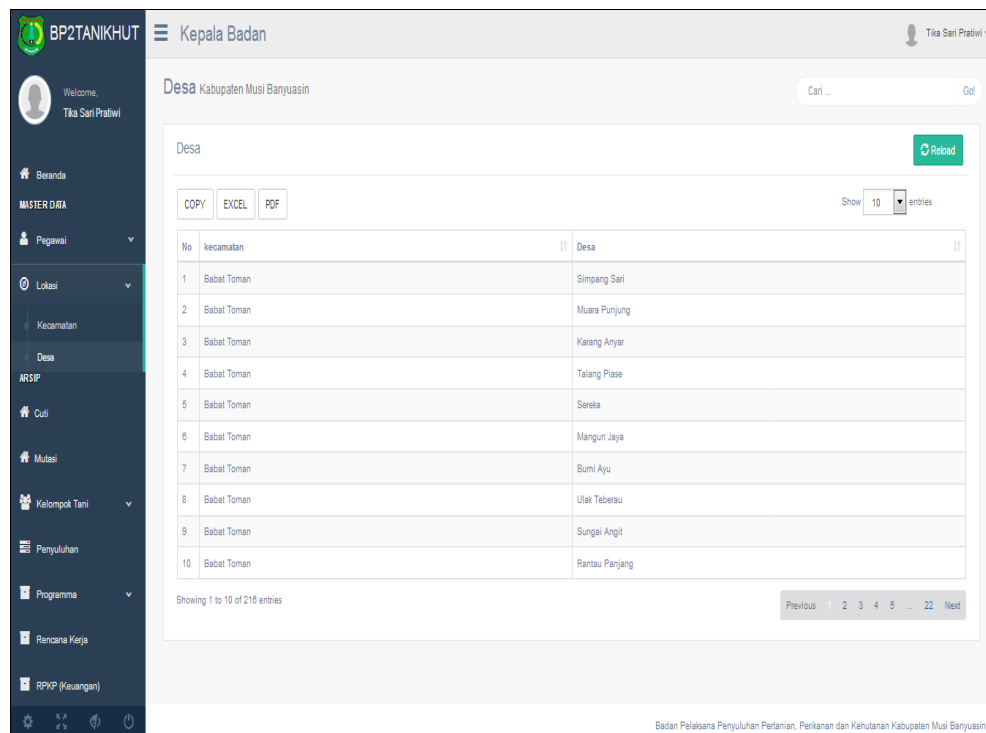 BP2TANIKHUT
Kepala Badan
Tika Sari Pratiwi
Welcome,
Tika Sari Pratiwi
Beranda
MASTER DATA
Pegawai
Lokasi
Kecamatan
Desa
ARSIP
Cuti
Mutasi
Kelompok Tani
Penyuluhan
Programma
Rencana Kerja
RPKP (Keuangan)
Desa Kabupaten Musi Banyuasin
Cari ... Go!
Desa
Reload
COPY EXCEL PDF
Show 10 entries
No kecamatan Desa
1 Babat Toman Simpang Sari
2 Babat Toman Muara Punjung
3 Babat Toman Karang Anyar
4 Babat Toman Talang Piase
5 Babat Toman Sereka
6 Babat Toman Mangun Jaya
7 Babat Toman Bumi Ayu
8 Babat Toman Ulak Teberau
9 Babat Toman Sungai Angit
10 Babat Toman Rantau Panjang
Showing 1 to 10 of 216 entries
Previous 1 2 3 4 5 ... 22 Next
Badan Pelaksana Penyuluhan Pertanian, Perikanan dan Kehutanan Kabupaten Musi Banyuasin